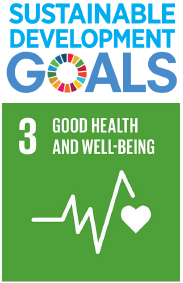 SUSTAINABLE
DEVELOPMENT
GOALS
3 GOOD HEALTH
AND WELL-BEING